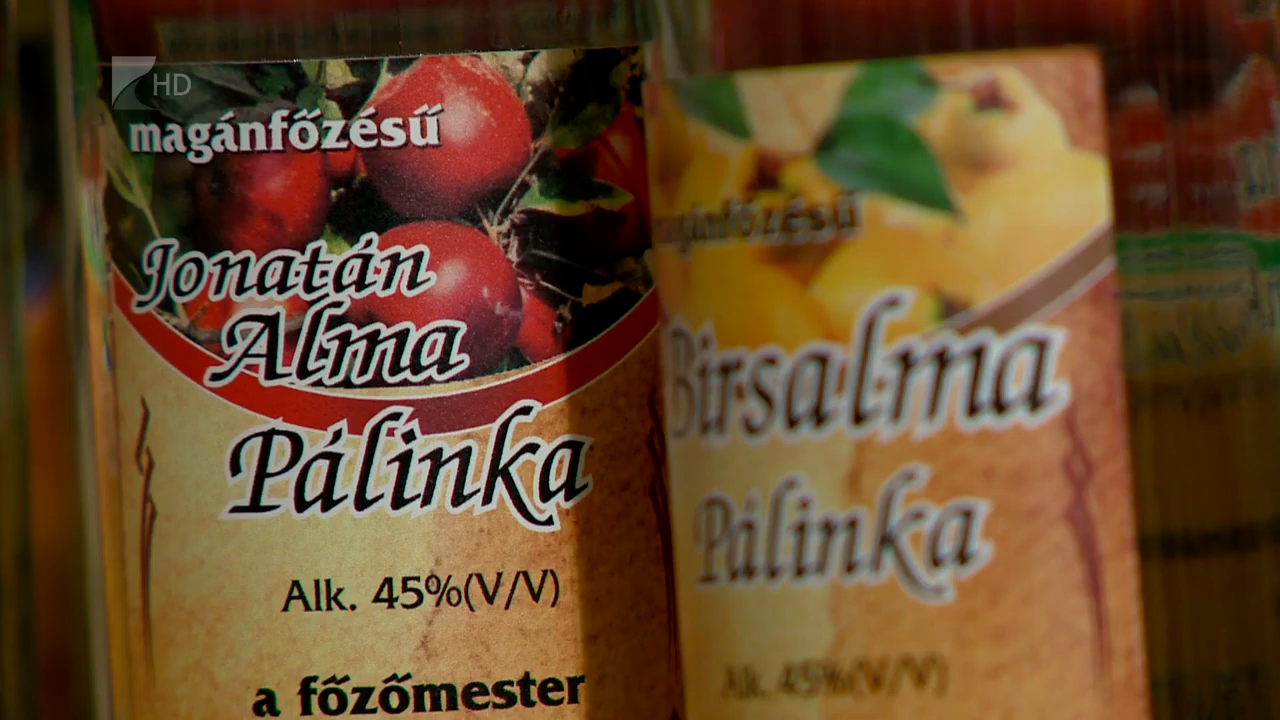 HD
magánfőzésű
Jonatán
Alma
Pálinka
Alk. 45%(V/V)
a főzőmester
magánfőzésű
Birsalma
Pálinka
Alk. 45%(V/V)